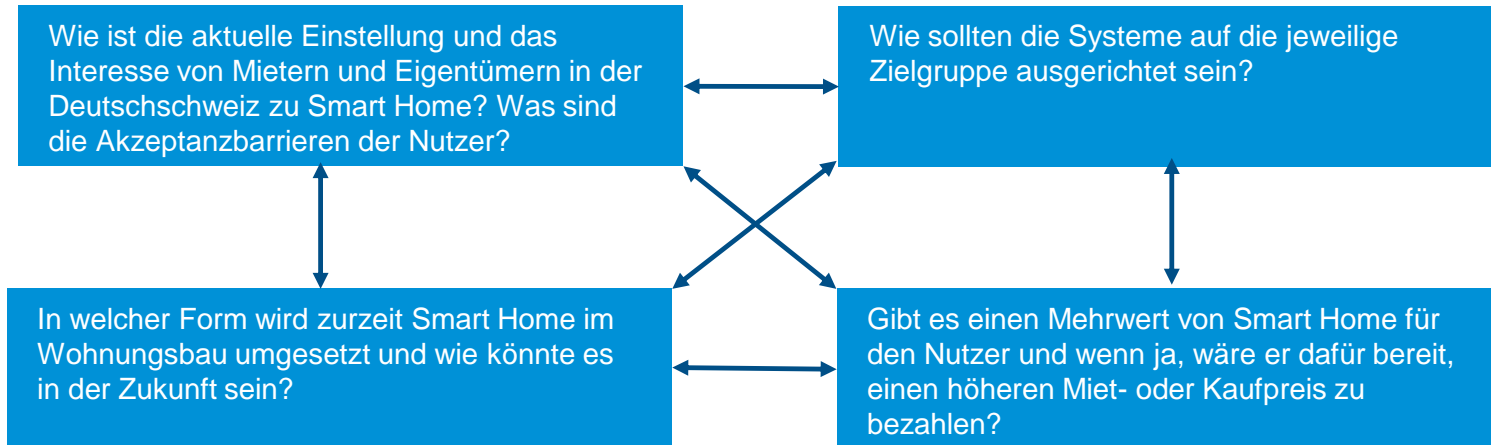 Wie ist die aktuelle Einstellung und das
Interesse von Mietern und Eigentümern in der
Deutschschweiz zu Smart Home? Was sind
die Akzeptanzbarrieren der Nutzer?
Wie sollten die Systeme auf die jeweilige
Zielgruppe ausgerichtet sein?
In welcher Form wird zurzeit Smart Home im
Wohnungsbau umgesetzt und wie könnte es
in der Zukunft sein?
Gibt es einen Mehrwert von Smart Home für
den Nutzer und wenn ja, wäre er dafür bereit,
einen höheren Miet- oder Kaufpreis zu
bezahlen?